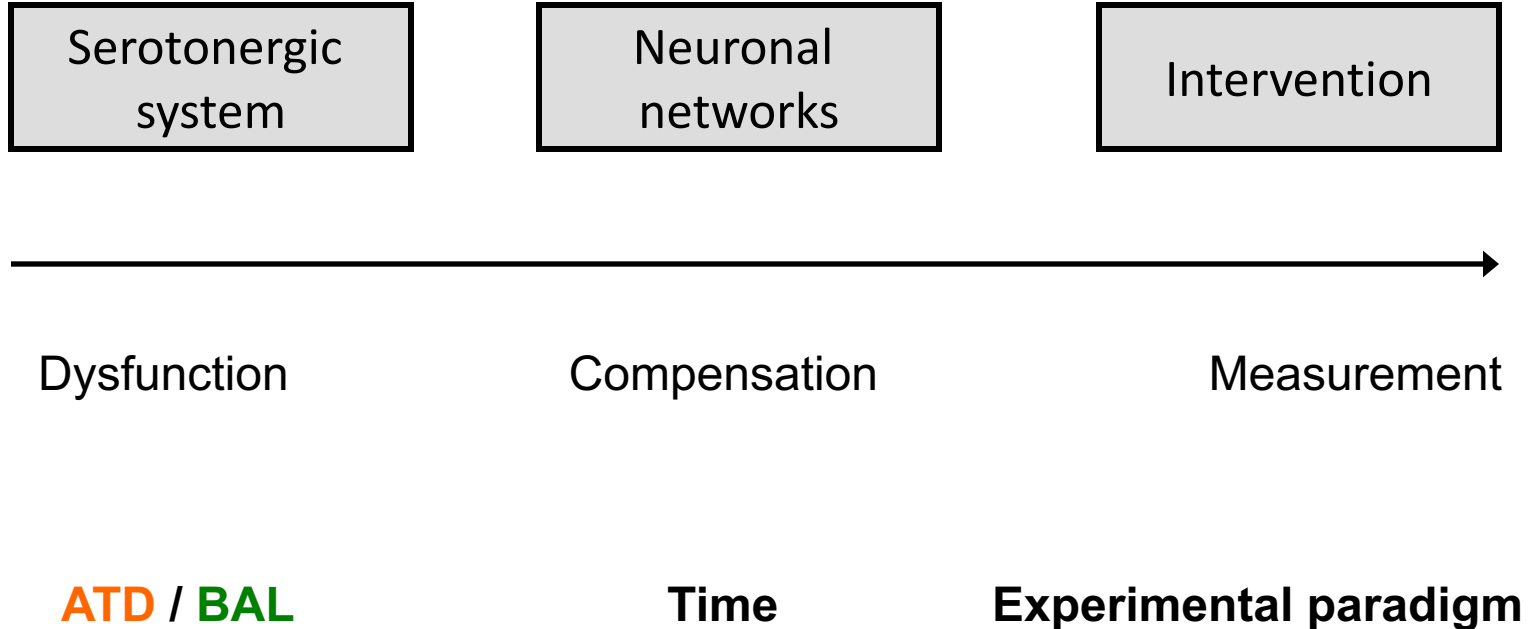 Serotonergic
system
Neuronal
networks
Intervention
Dysfunction
Compensation
Measurement
ATD / BAL
Time
Experimental paradigm